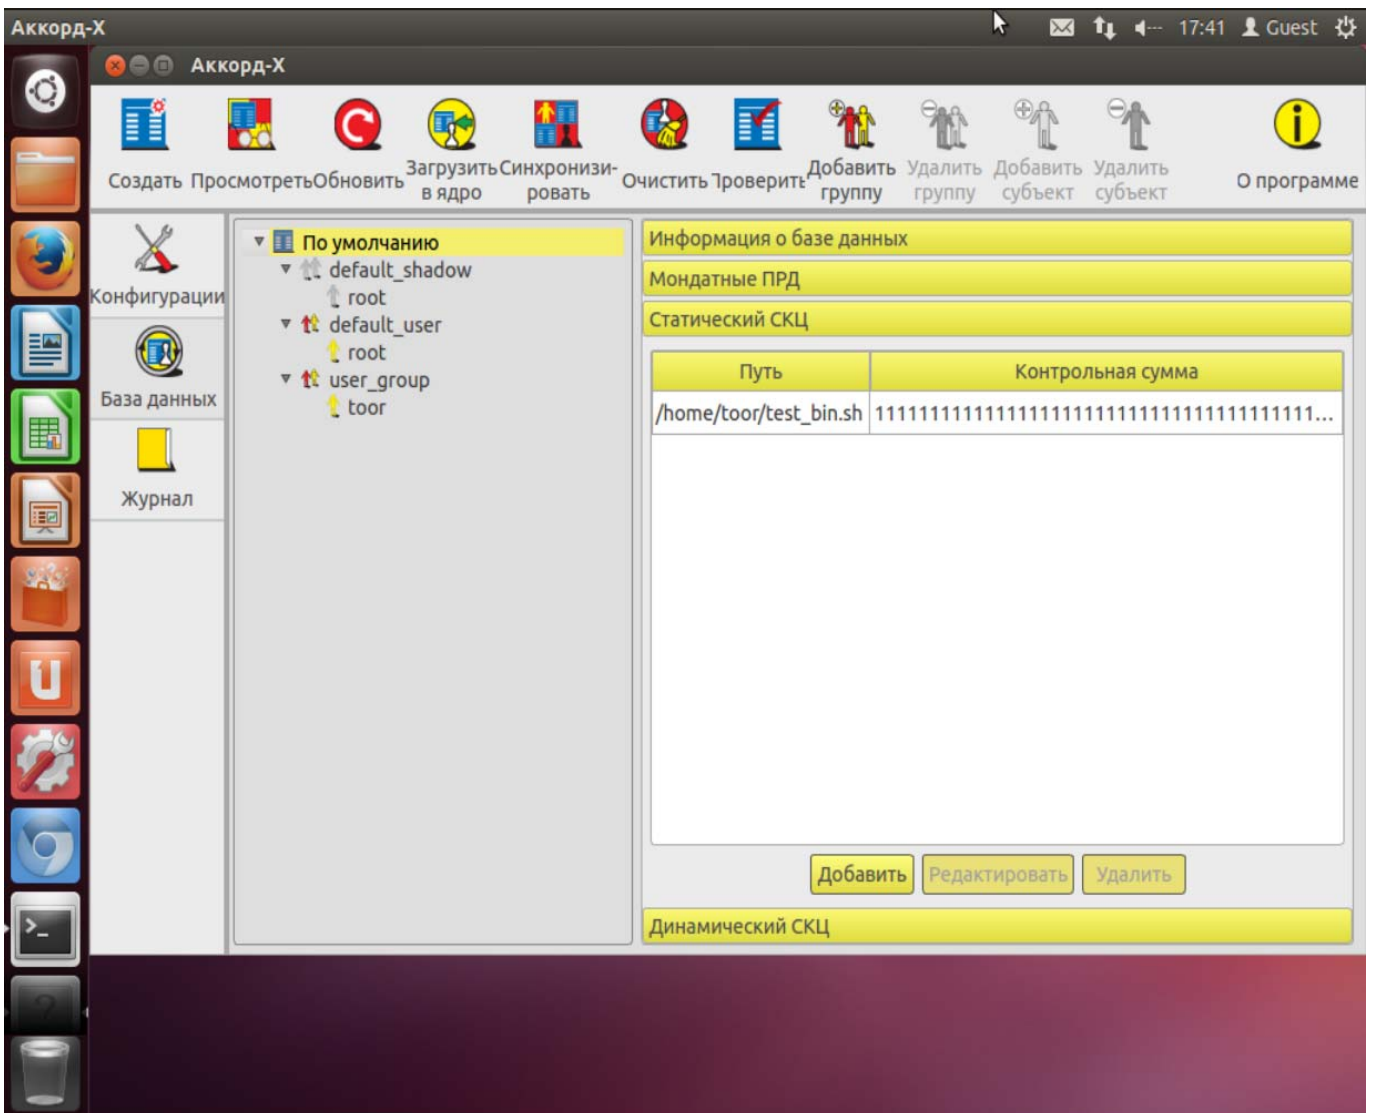 Аккорд-X
17:41 Guest
Аккорд-X
Создать Просмотреть Обновить Загрузить в ядро Синхронизи-ровать Очистить Проверить Добавить группу Удалить группу Добавить субъект Удалить субъект О программе
Конфигурации
База данных
Журнал
По умолчанию
default_shadow
root
default_user
root
user_group
toor
Информация о базе данных
Мондатные ПРД
Статический СКЦ
Путь Контрольная сумма
/home/toor/test_bin.sh 11111111111111111111111111111111111111111...
Добавить Редактировать Удалить
Динамический СКЦ